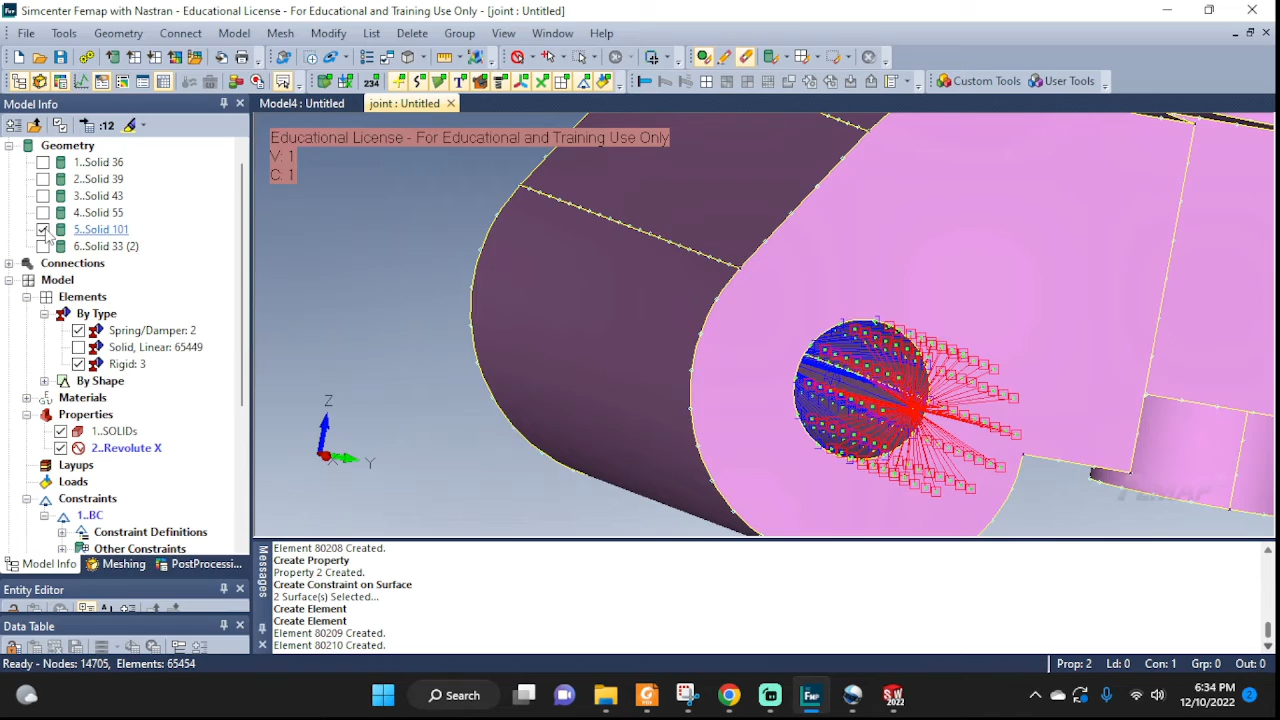 Simcenter Femap with Nastran - Educational License - For Educational and Training Use Only - [joint : Untitled]
File Tools Geometry Connect Model Mesh Modify List Delete Group View Window Help
:12
234
Custom Tools User Tools
Model Info
Model4 : Untitled joint : Untitled
Geometry
1..Solid 36
2..Solid 39
3..Solid 43
4..Solid 55
5..Solid 101
6..Solid 33 (2)
Connections
Model
Elements
By Type
Spring/Damper: 2
Solid, Linear: 65449
Rigid: 3
By Shape
Materials
Properties
1..SOLIDs
2..Revolute X
Layups
Loads
Constraints
1..BC
Constraint Definitions
Other Constraints
Model Info Meshing PostProcessi...
Entity Editor
Data Table
Educational License - For Educational and Training Use Only
V: 1
C: 1
Z
X
Y
FEMAP
Messages
Element 80208 Created.
Create Property
Property 2 Created.
Create Constraint on Surface
2 Surface(s) Selected...
Create Element
Create Element
Element 80209 Created.
Element 80210 Created.
Ready - Nodes: 14705, Elements: 65454
Prop: 2 Ld: 0 Con: 1 Grp: 0 Out: 0
Search
PDF
FMP
SW
2022
6:34 PM
12/10/2022
2